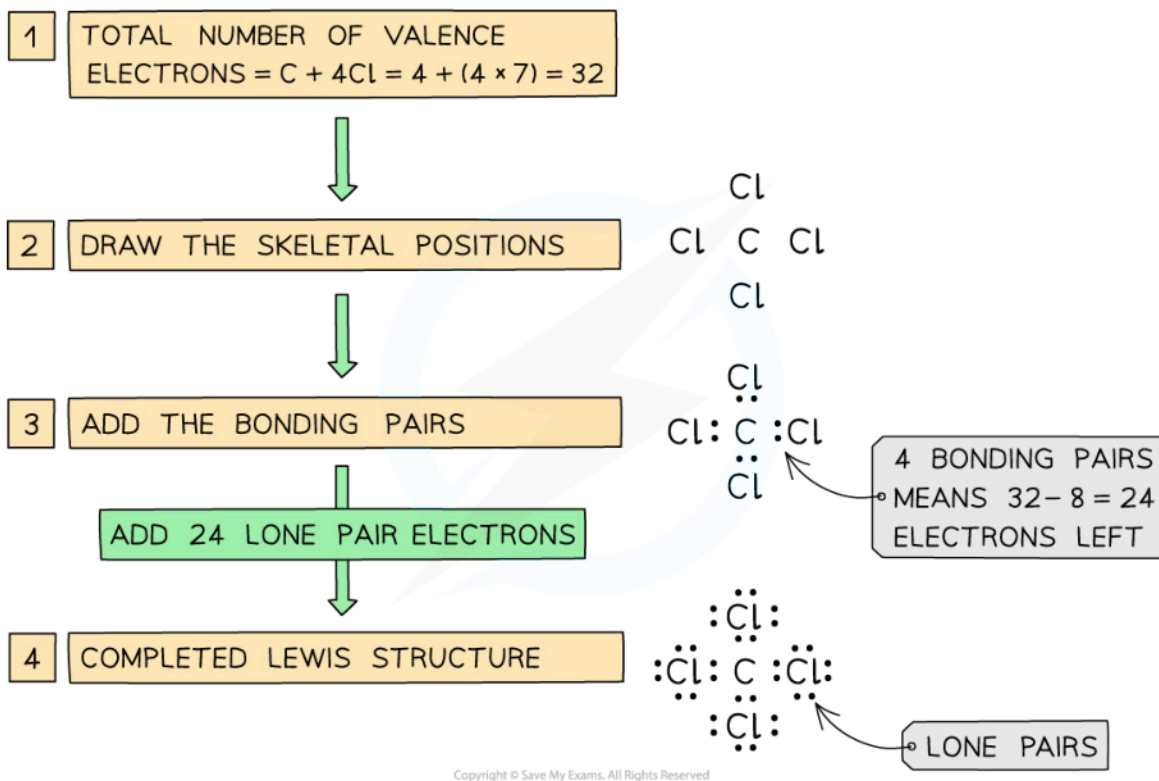 1
TOTAL NUMBER OF VALENCE
ELECTRONS = C + 4Cl = 4 + (4 × 7) = 32
2
DRAW THE SKELETAL POSITIONS
Cl
Cl C Cl
Cl
3
ADD THE BONDING PAIRS
Cl
Cl : C : Cl
Cl
4 BONDING PAIRS
MEANS 32 – 8 = 24
ELECTRONS LEFT
ADD 24 LONE PAIR ELECTRONS
4
COMPLETED LEWIS STRUCTURE
: Cl :
: Cl : C : Cl :
: Cl :
LONE PAIRS
Copyright © Save My Exams. All Rights Reserved